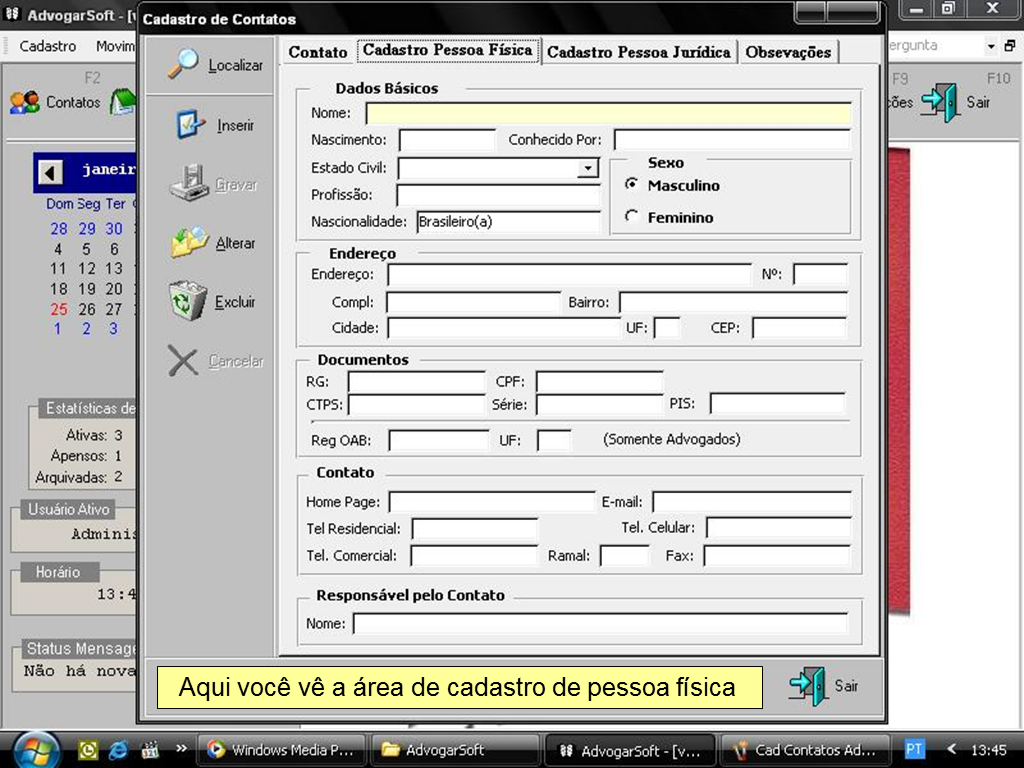 AdvogarSoft - [v
Cadastro de Contatos
Cadastro Movim
ergunta
F2
F9
F10
Contatos
ções
Sair
Localizar
Inserir
Gravar
Alterar
Excluir
Cancelar
Contato Cadastro Pessoa Física Cadastro Pessoa Jurídica Obsevações
Dados Básicos
Nome:
Nascimento: Conhecido Por:
Estado Civil:
Sexo
Masculino
Profissão:
Feminino
Nascionalidade: Brasileiro(a)
Endereço
Endereço: Nº:
Compl: Bairro:
Cidade: UF: CEP:
Documentos
RG: CPF:
CTPS: Série: PIS:
Reg OAB: UF: (Somente Advogados)
Contato
Home Page: E-mail:
Tel Residencial: Tel. Celular:
Tel. Comercial: Ramal: Fax:
Responsável pelo Contato
Nome:
janeir
Dom Seg Ter
28 29 30
4 5 6
11 12 13
18 19 20
25 26 27
1 2 3
Estatísticas de
Ativas: 3
Apensos: 1
Arquivadas: 2
Usuário Ativo
Adminis
Horário
13:4
Status Mensage
Não há nova
Aqui você vê a área de cadastro de pessoa física
Sair
Windows Media P... AdvogarSoft AdvogarSoft - [v... Cad Contatos Ad... PT 13:45